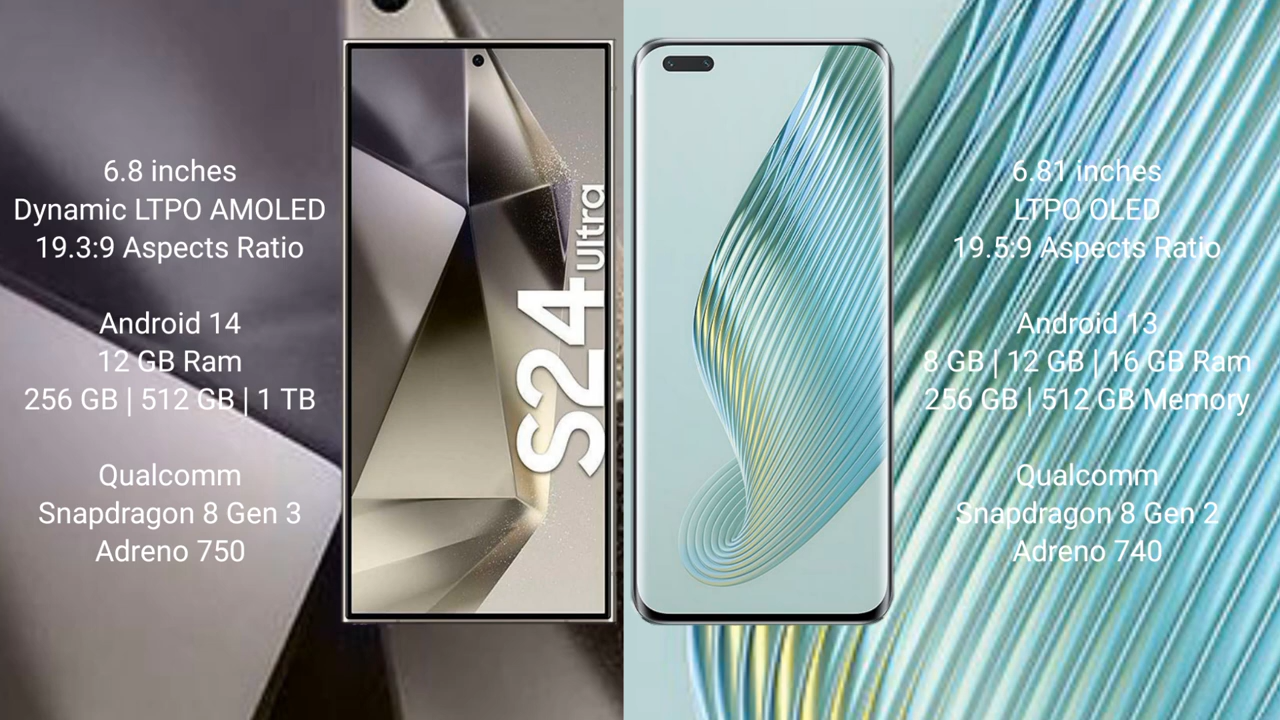 6.8 inches
Dynamic LTPO AMOLED
19.3:9 Aspects Ratio
Android 14
12 GB Ram
256 GB | 512 GB | 1 TB
Qualcomm
Snapdragon 8 Gen 3
Adreno 750
S24 ultra
6.81 inches
LTPO OLED
19.5:9 Aspects Ratio
Android 13
8 GB | 12 GB | 16 GB Ram
256 GB | 512 GB Memory
Qualcomm
Snapdragon 8 Gen 2
Adreno 740